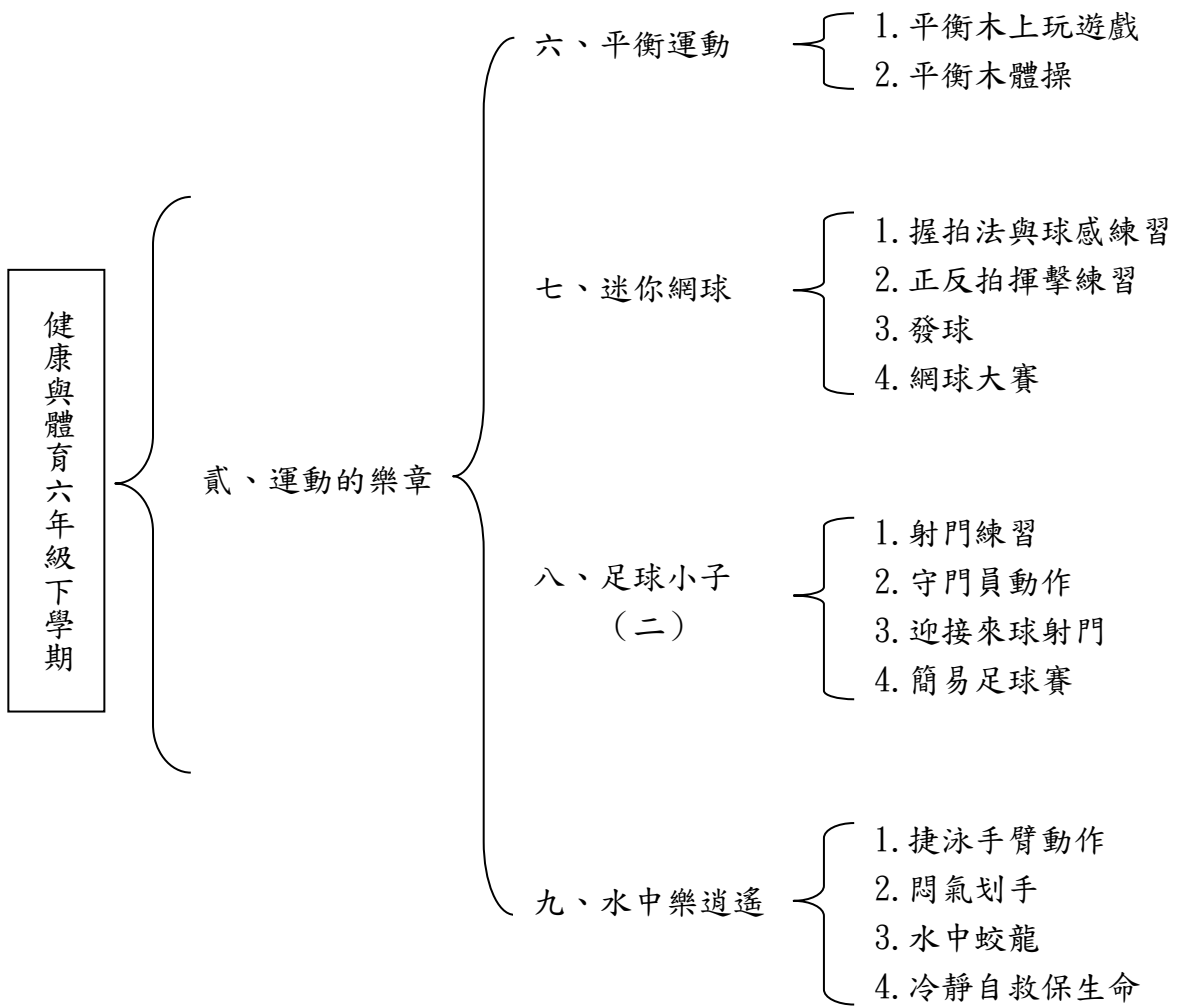 健康與體育六年級下學期
貳、運動的樂章
六、平衡運動
1.平衡木上玩遊戲
2.平衡木體操
七、迷你網球
1.握拍法與球感練習
2.正反拍揮擊練習
3.發球
4.網球大賽
八、足球小子
（二）
1.射門練習
2.守門員動作
3.迎接來球射門
4.簡易足球賽
九、水中樂逍遙
1.捷泳手臂動作
2.悶氣划手
3.水中蛟龍
4.冷靜自救保生命